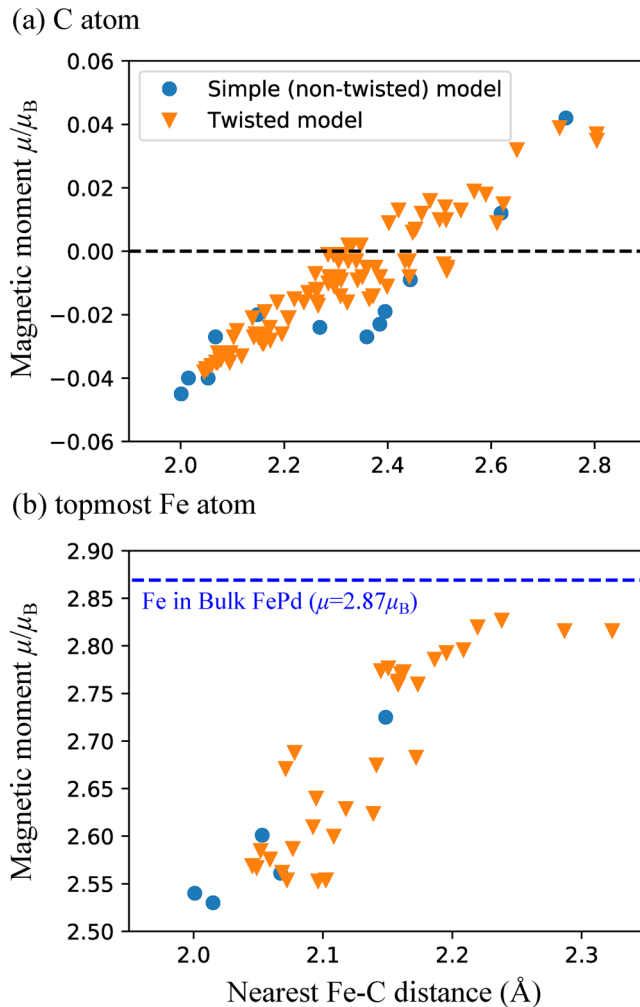 (a) C atom
Magnetic moment μ/μB
0.06
0.04
0.02
0.00
−0.02
−0.04
−0.06
Simple (non-twisted) model
Twisted model
2.0 2.2 2.4 2.6 2.8
(b) topmost Fe atom
Magnetic moment μ/μB
2.90
2.85
2.80
2.75
2.70
2.65
2.60
2.55
2.50
Fe in Bulk FePd (μ=2.87μB)
2.0 2.1 2.2 2.3
Nearest Fe-C distance (Å)